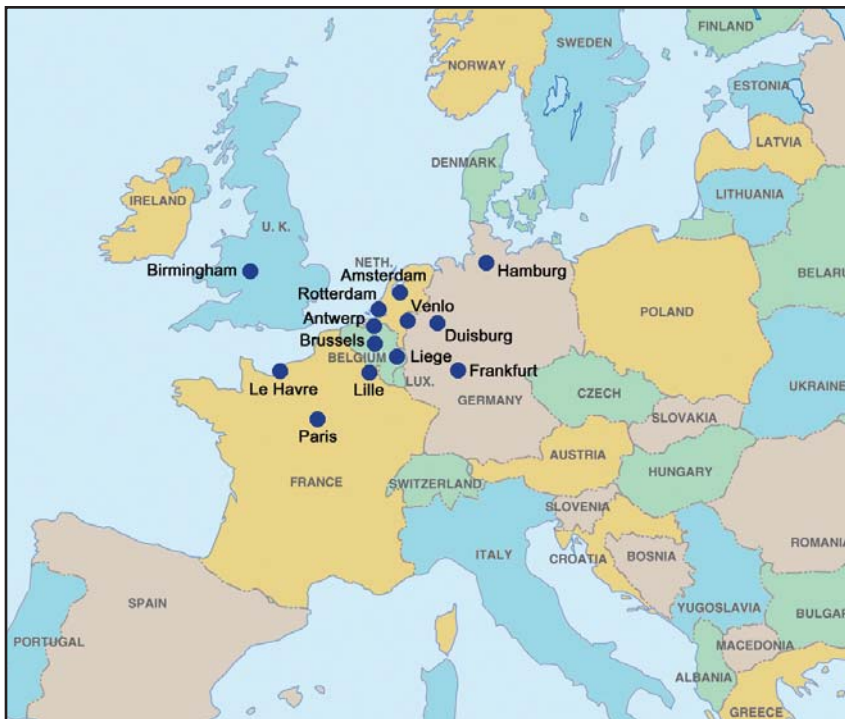 FINLAND
SWEDEN
NORWAY
ESTONIA
LATVIA
DENMARK
LITHUANIA
IRELAND
U. K.
NETH.
BELARU
Birmingham
Amsterdam
Hamburg
Rotterdam
Venlo
POLAND
Antwerp
Duisburg
Brussels
BELGIUM
Liege
Le Havre
Lille
LUX.
Frankfurt
UKRAINE
GERMANY
CZECH
SLOVAKIA
Paris
AUSTRIA
HUNGARY
FRANCE
SWITZERLAND
SLOVENIA
ROMANIA
ITALY
CROATIA
BOSNIA
SPAIN
YUGOSLAVIA
BULGAR
PORTUGAL
MACEDONIA
ALBANIA
GREECE